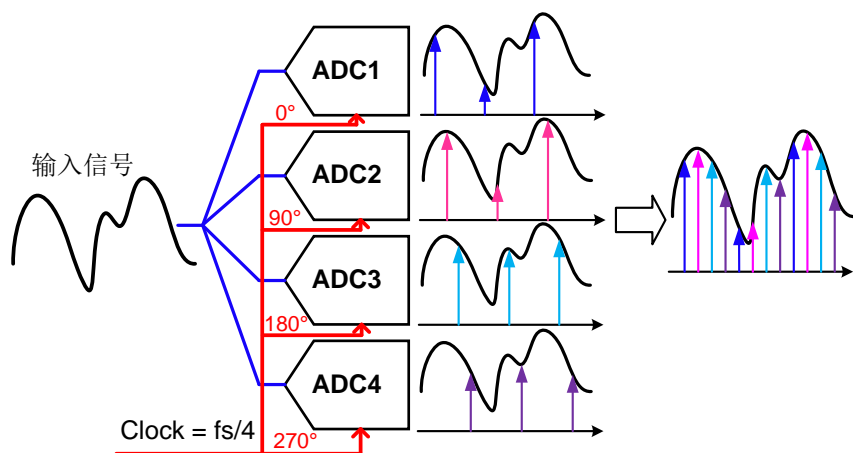 ADC1
0°
输入信号
ADC2
90°
ADC3
180°
ADC4
Clock = fs/4
270°